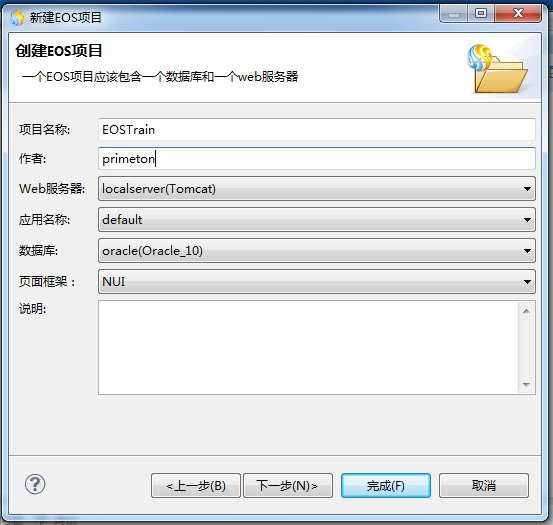 新建EOS项目
创建EOS项目
一个EOS项目应该包含一个数据库和一个web服务器
项目名称: EOSTrain
作者: primeton
Web服务器: localserver(Tomcat)
应用名称: default
数据库: oracle(Oracle_10)
页面框架： NUI
说明:
? <上一步(B) 下一步(N)> 完成(F) 取消